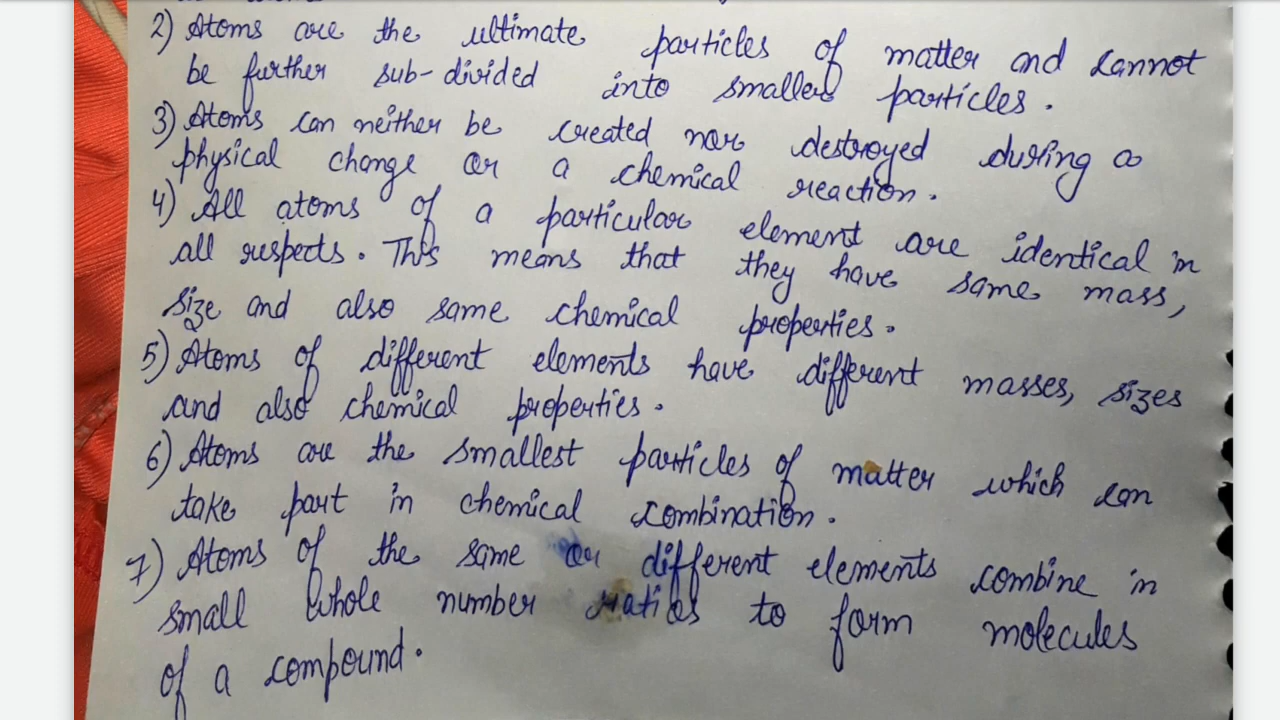 2) Atoms are the ultimate particles of matter and cannot
be further sub-divided into smaller particles.
3) Atoms can neither be created nor destroyed during a
physical change or a chemical reaction.
4) All atoms of a particular element are identical in
all respects. This means that they have same mass,
size and also same chemical properties.
5) Atoms of different elements have different masses, sizes
and also chemical properties.
6) Atoms are the smallest particles of matter which can
take part in chemical combination.
7) Atoms of the same or different elements combine in
small whole number ratios to form molecules
of a compound.